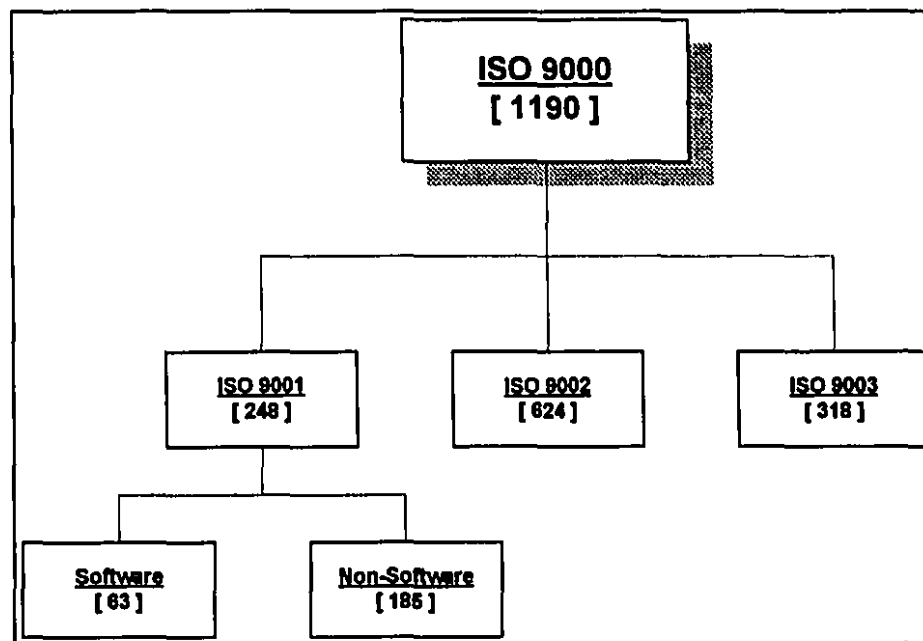 ISO 9000
[ 1190 ]
ISO 9001
[ 248 ]
ISO 9002
[ 624 ]
ISO 9003
[ 318 ]
Software
[ 63 ]
Non-Software
[ 185 ]